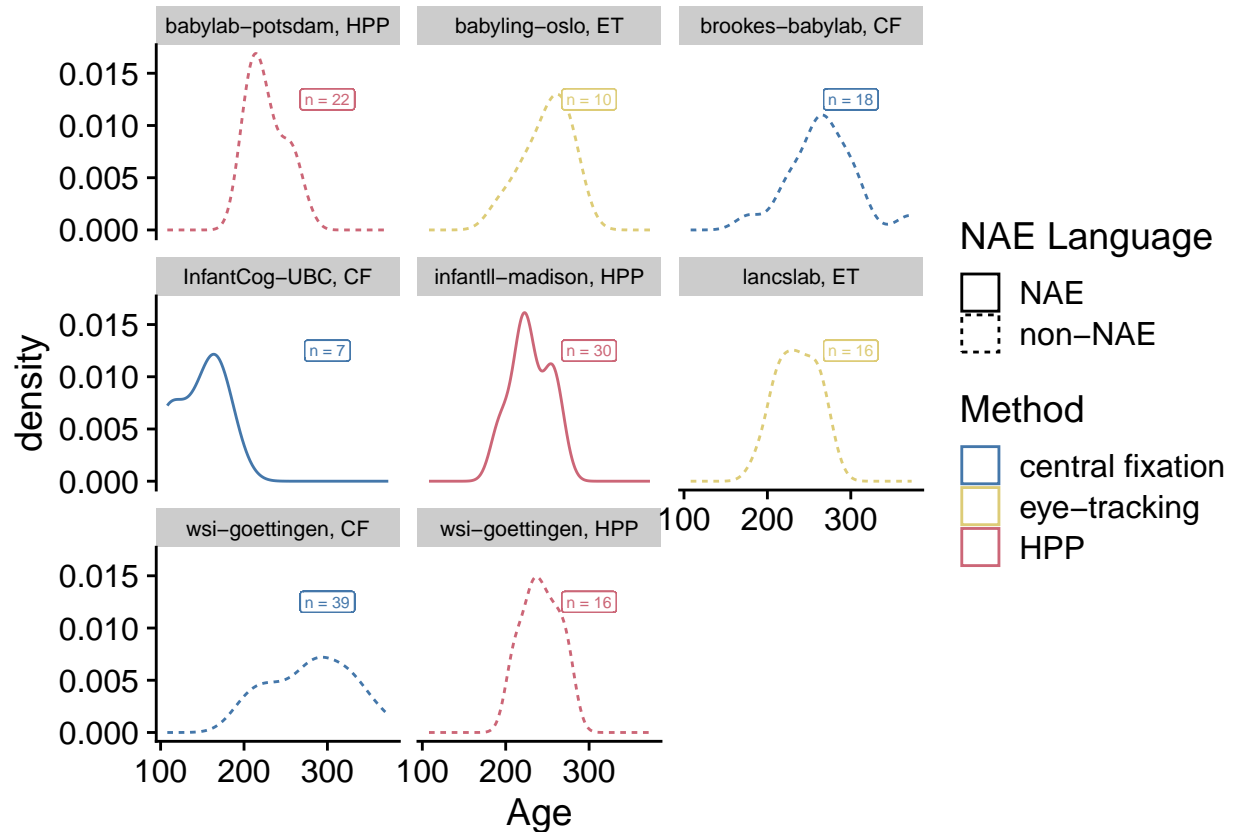 babylab−potsdam, HPP
babyling−oslo, ET
brookes−babylab, CF
0.015
0.010
0.005
0.000
n = 22
n = 10
n = 18
InfantCog−UBC, CF
infantll−madison, HPP
lancslab, ET
0.015
0.010
0.005
0.000
n = 7
n = 30
n = 16
100
200
300
wsi−goettingen, CF
wsi−goettingen, HPP
0.015
0.010
0.005
0.000
n = 39
n = 16
100
200
300
100
200
300
density
Age
NAE Language
NAE
non−NAE
Method
central fixation
eye−tracking
HPP